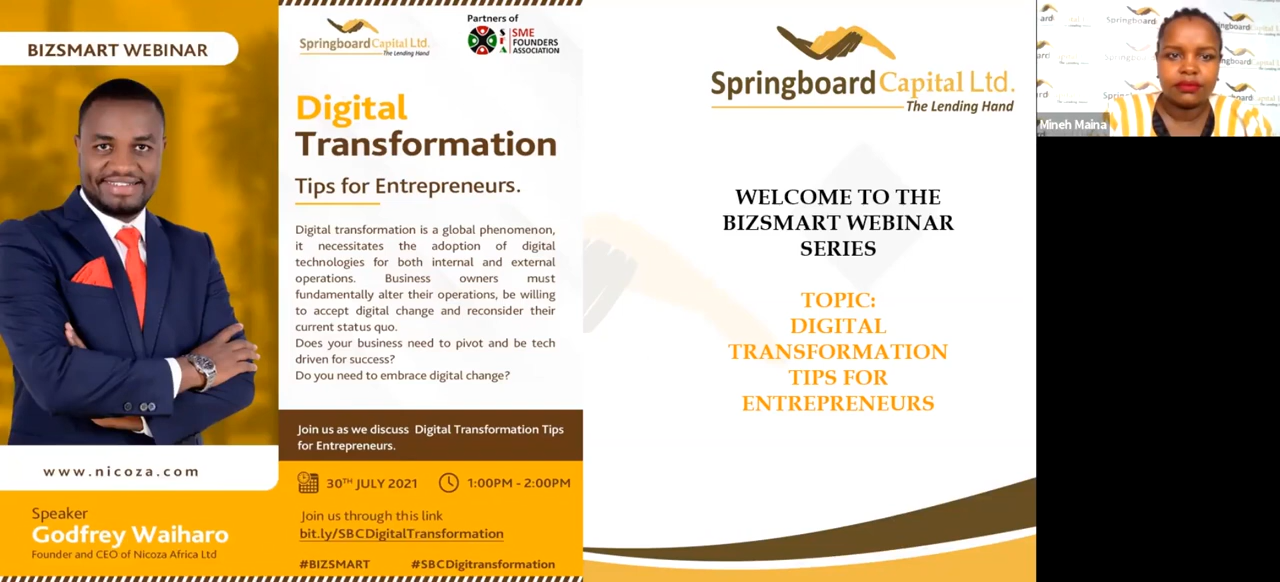 BIZSMART WEBINAR
www.nicoza.com
Speaker
Godfrey Waiharo
Founder and CEO of Nicoza Africa Ltd
Springboard Capital Ltd.
The Lending Hand
Partners of
SME
FOUNDERS
ASSOCIATION
Digital
Transformation
Tips for Entrepreneurs.
Digital transformation is a global phenomenon,
it necessitates the adoption of digital
technologies for both internal and external
operations. Business owners must
fundamentally alter their operations, be willing
to accept digital change and reconsider their
current status quo.
Does your business need to pivot and be tech
driven for success?
Do you need to embrace digital change?
Join us as we discuss Digital Transformation Tips
for Entrepreneurs.
30TH JULY 2021 1:00PM - 2:00PM
Join us through this link
bit.ly/SBCDigitalTransformation
#BIZSMART #SBCDigitransformation
Springboard Capital Ltd.
The Lending Hand
WELCOME TO THE
BIZSMART WEBINAR
SERIES
TOPIC:
DIGITAL
TRANSFORMATION
TIPS FOR
ENTREPRENEURS
Mineh Maina